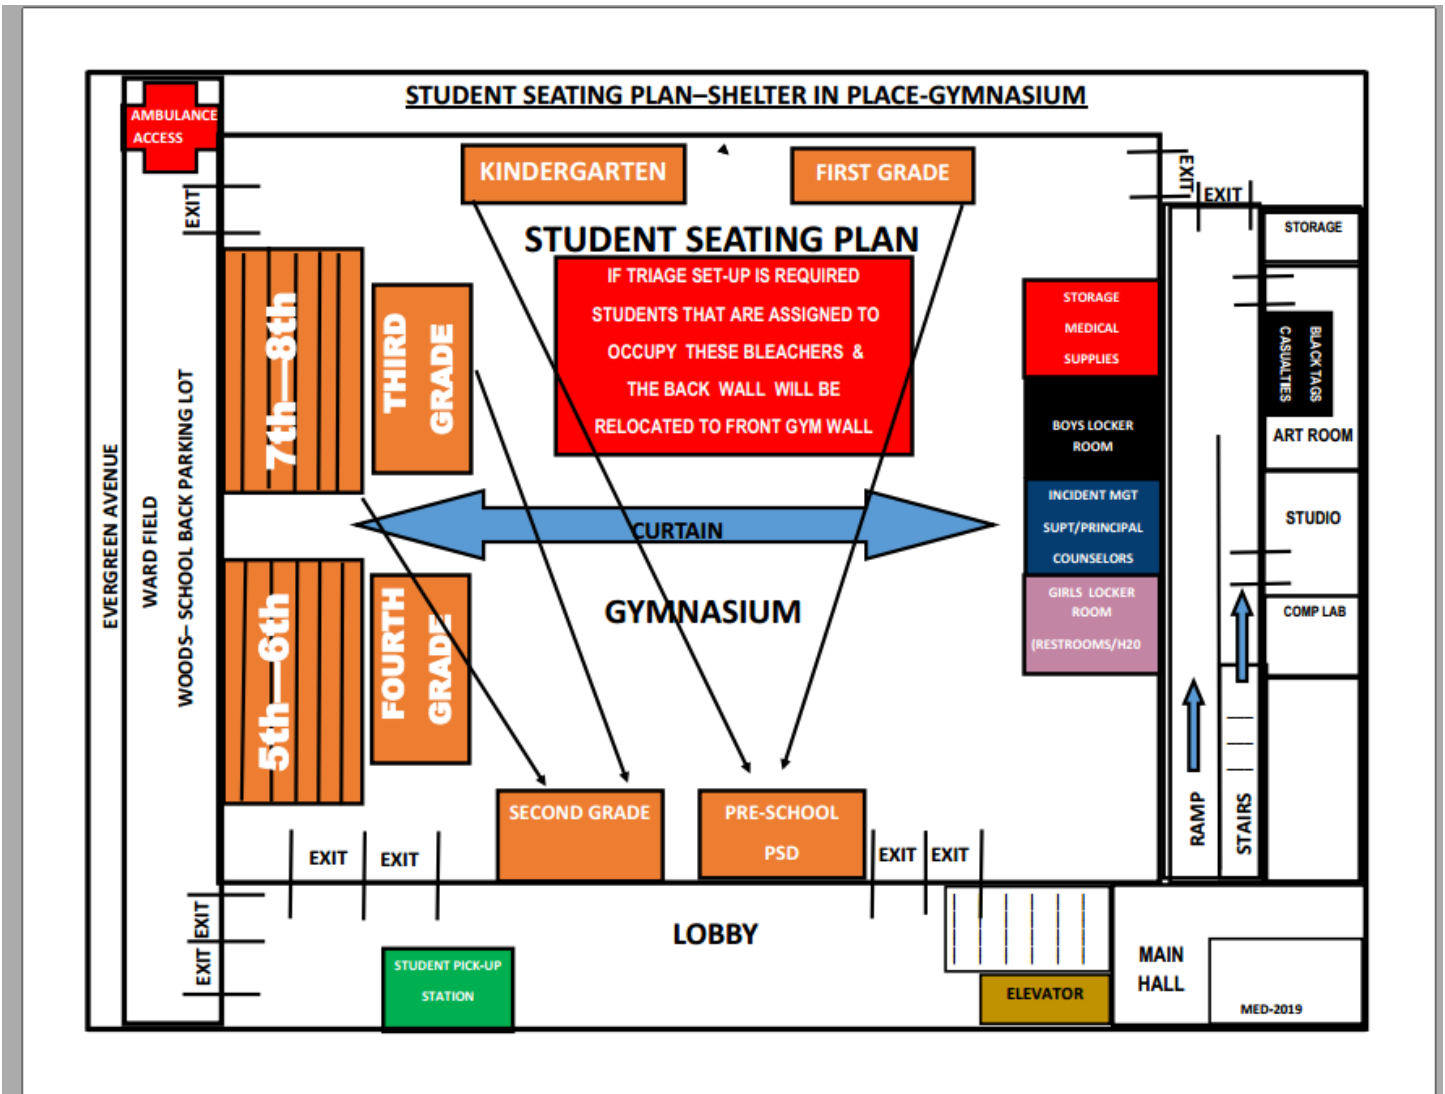 STUDENT SEATING PLAN–SHELTER IN PLACE-GYMNASIUM
AMBULANCE
ACCESS
EXIT
KINDERGARTEN
FIRST GRADE
EXIT
EXIT
STORAGE
STUDENT SEATING PLAN
IF TRIAGE SET-UP IS REQUIRED
STUDENTS THAT ARE ASSIGNED TO
OCCUPY THESE BLEACHERS &
THE BACK WALL WILL BE
RELOCATED TO FRONT GYM WALL
7th—8th
THIRD
GRADE
STORAGE
MEDICAL
SUPPLIES
BOYS LOCKER
ROOM
INCIDENT MGT
SUPT/PRINCIPAL
COUNSELORS
GIRLS LOCKER
ROOM
(RESTROOMS/H20
BLACK TAGS
CASUALTIES
ART ROOM
STUDIO
COMP LAB
EVERGREEN AVENUE
WARD FIELD
WOODS– SCHOOL BACK PARKING LOT
CURTAIN
GYMNASIUM
5th—6th
FOURTH
GRADE
SECOND GRADE
PRE-SCHOOL
PSD
RAMP
STAIRS
EXIT
EXIT
EXIT
EXIT
EXIT
EXIT
LOBBY
STUDENT PICK-UP
STATION
ELEVATOR
MAIN
HALL
MED-2019